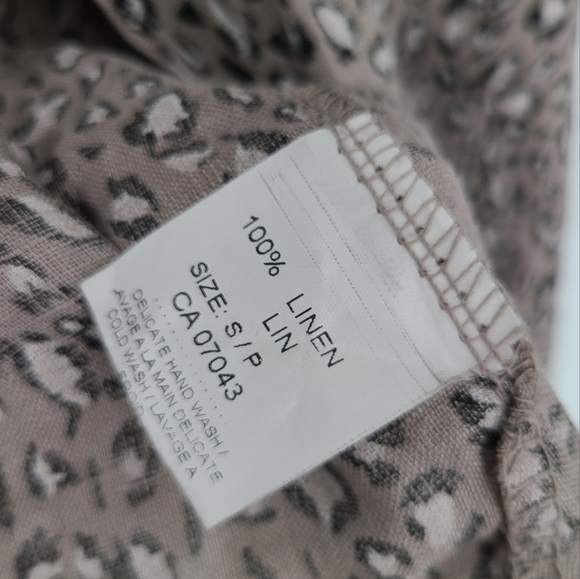 100% LINEN
LIN
SIZE: S / P
CA 07043
DELICATE HAND WASH /
LAVAGE A LA MAIN DELICATE
COLD WASH / LAVAGE A